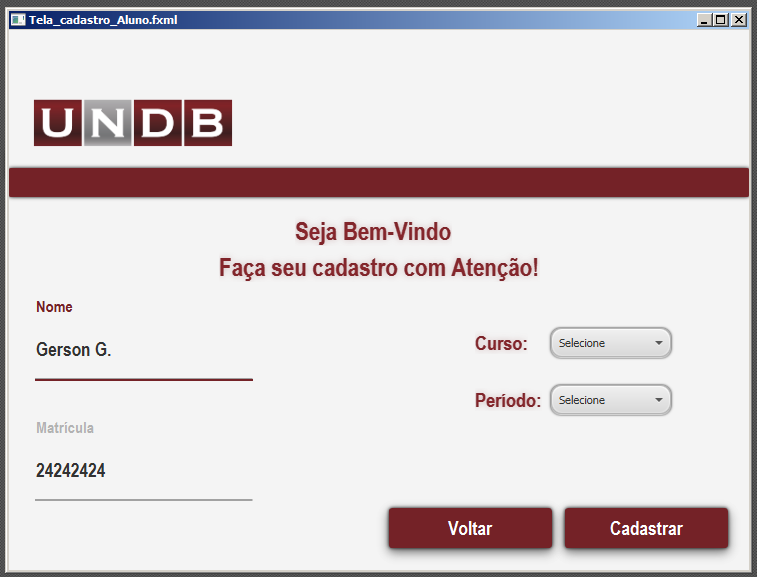 Tela_cadastro_Aluno.fxml
UNDB
Seja Bem-Vindo
Faça seu cadastro com Atenção!
Nome
Gerson G.
Matricula
24242424
Curso: Selecione
Período: Selecione
Voltar
Cadastrar